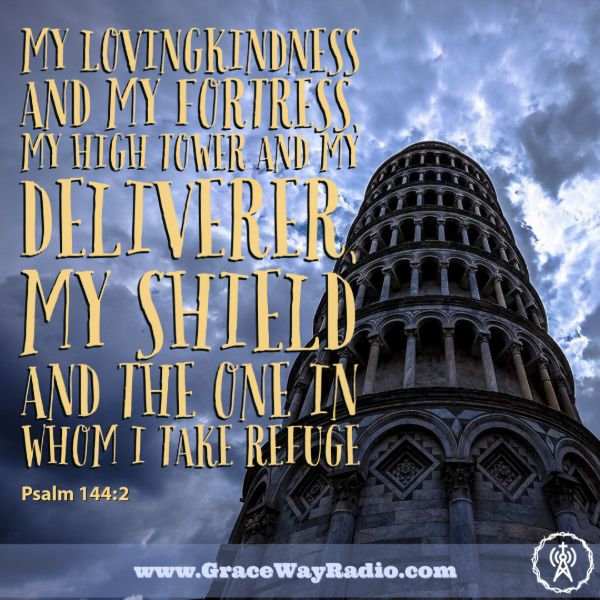 MY LOVINGKINDNESS
AND MY FORTRESS,
MY HIGH TOWER AND MY
DELIVERER,
MY SHIELD
AND THE ONE IN
WHOM I TAKE REFUGE
Psalm 144:2
www.GraceWayRadio.com